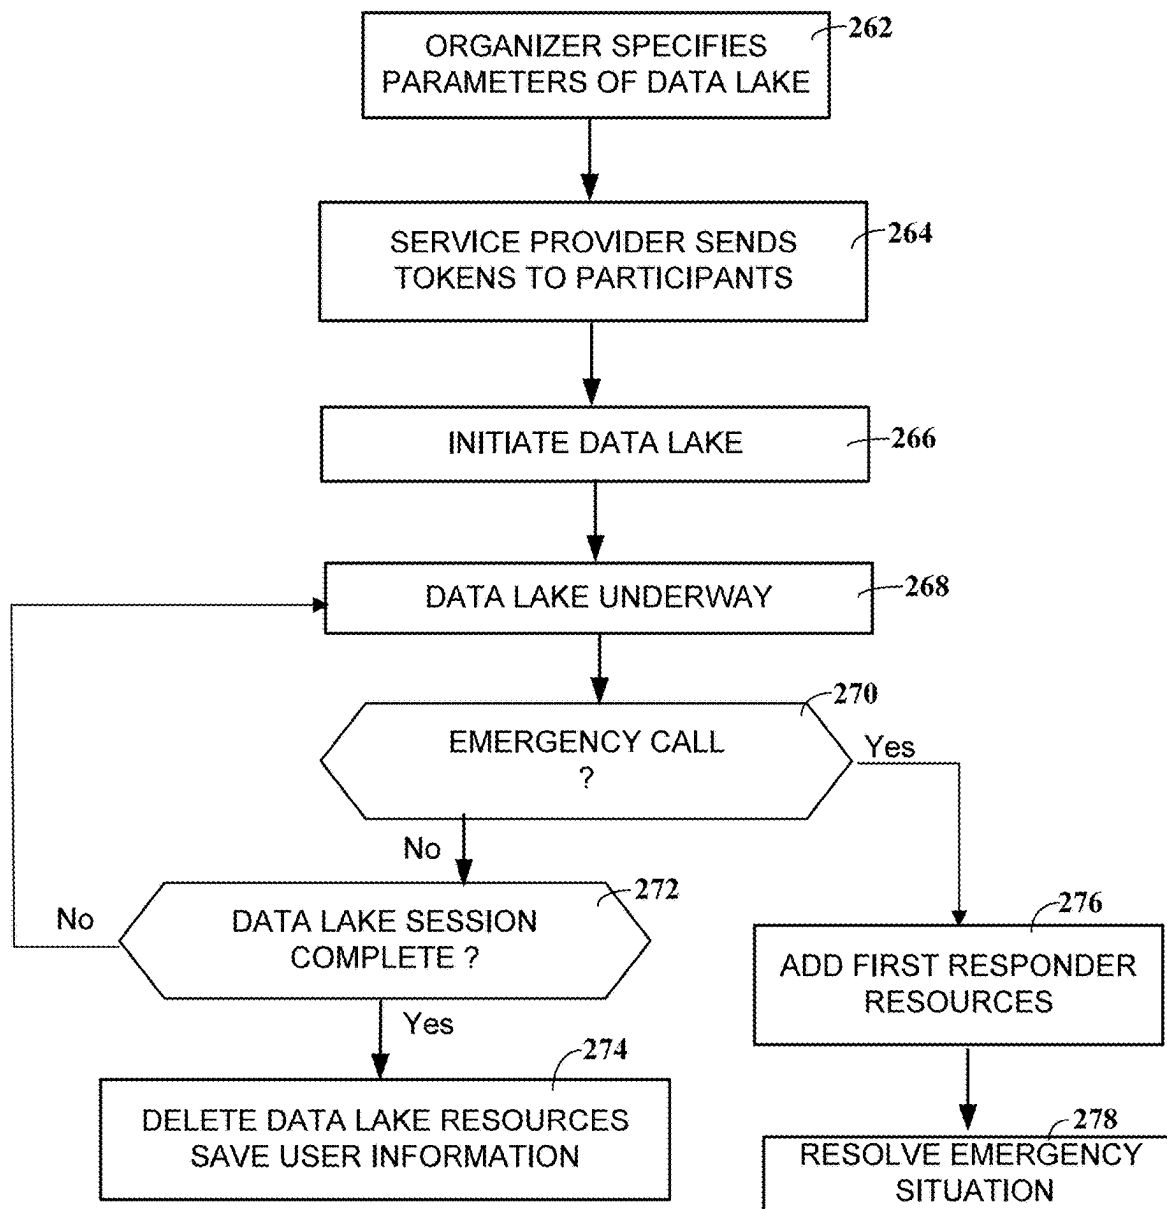 ORGANIZER SPECIFIES
PARAMETERS OF DATA LAKE
262
SERVICE PROVIDER SENDS
TOKENS TO PARTICIPANTS
264
INITIATE DATA LAKE
266
DATA LAKE UNDERWAY
268
EMERGENCY CALL
?
270
Yes
No
DATA LAKE SESSION
COMPLETE ?
272
No
Yes
DELETE DATA LAKE RESOURCES
SAVE USER INFORMATION
274
ADD FIRST RESPONDER
RESOURCES
276
RESOLVE EMERGENCY
SITUATION
278